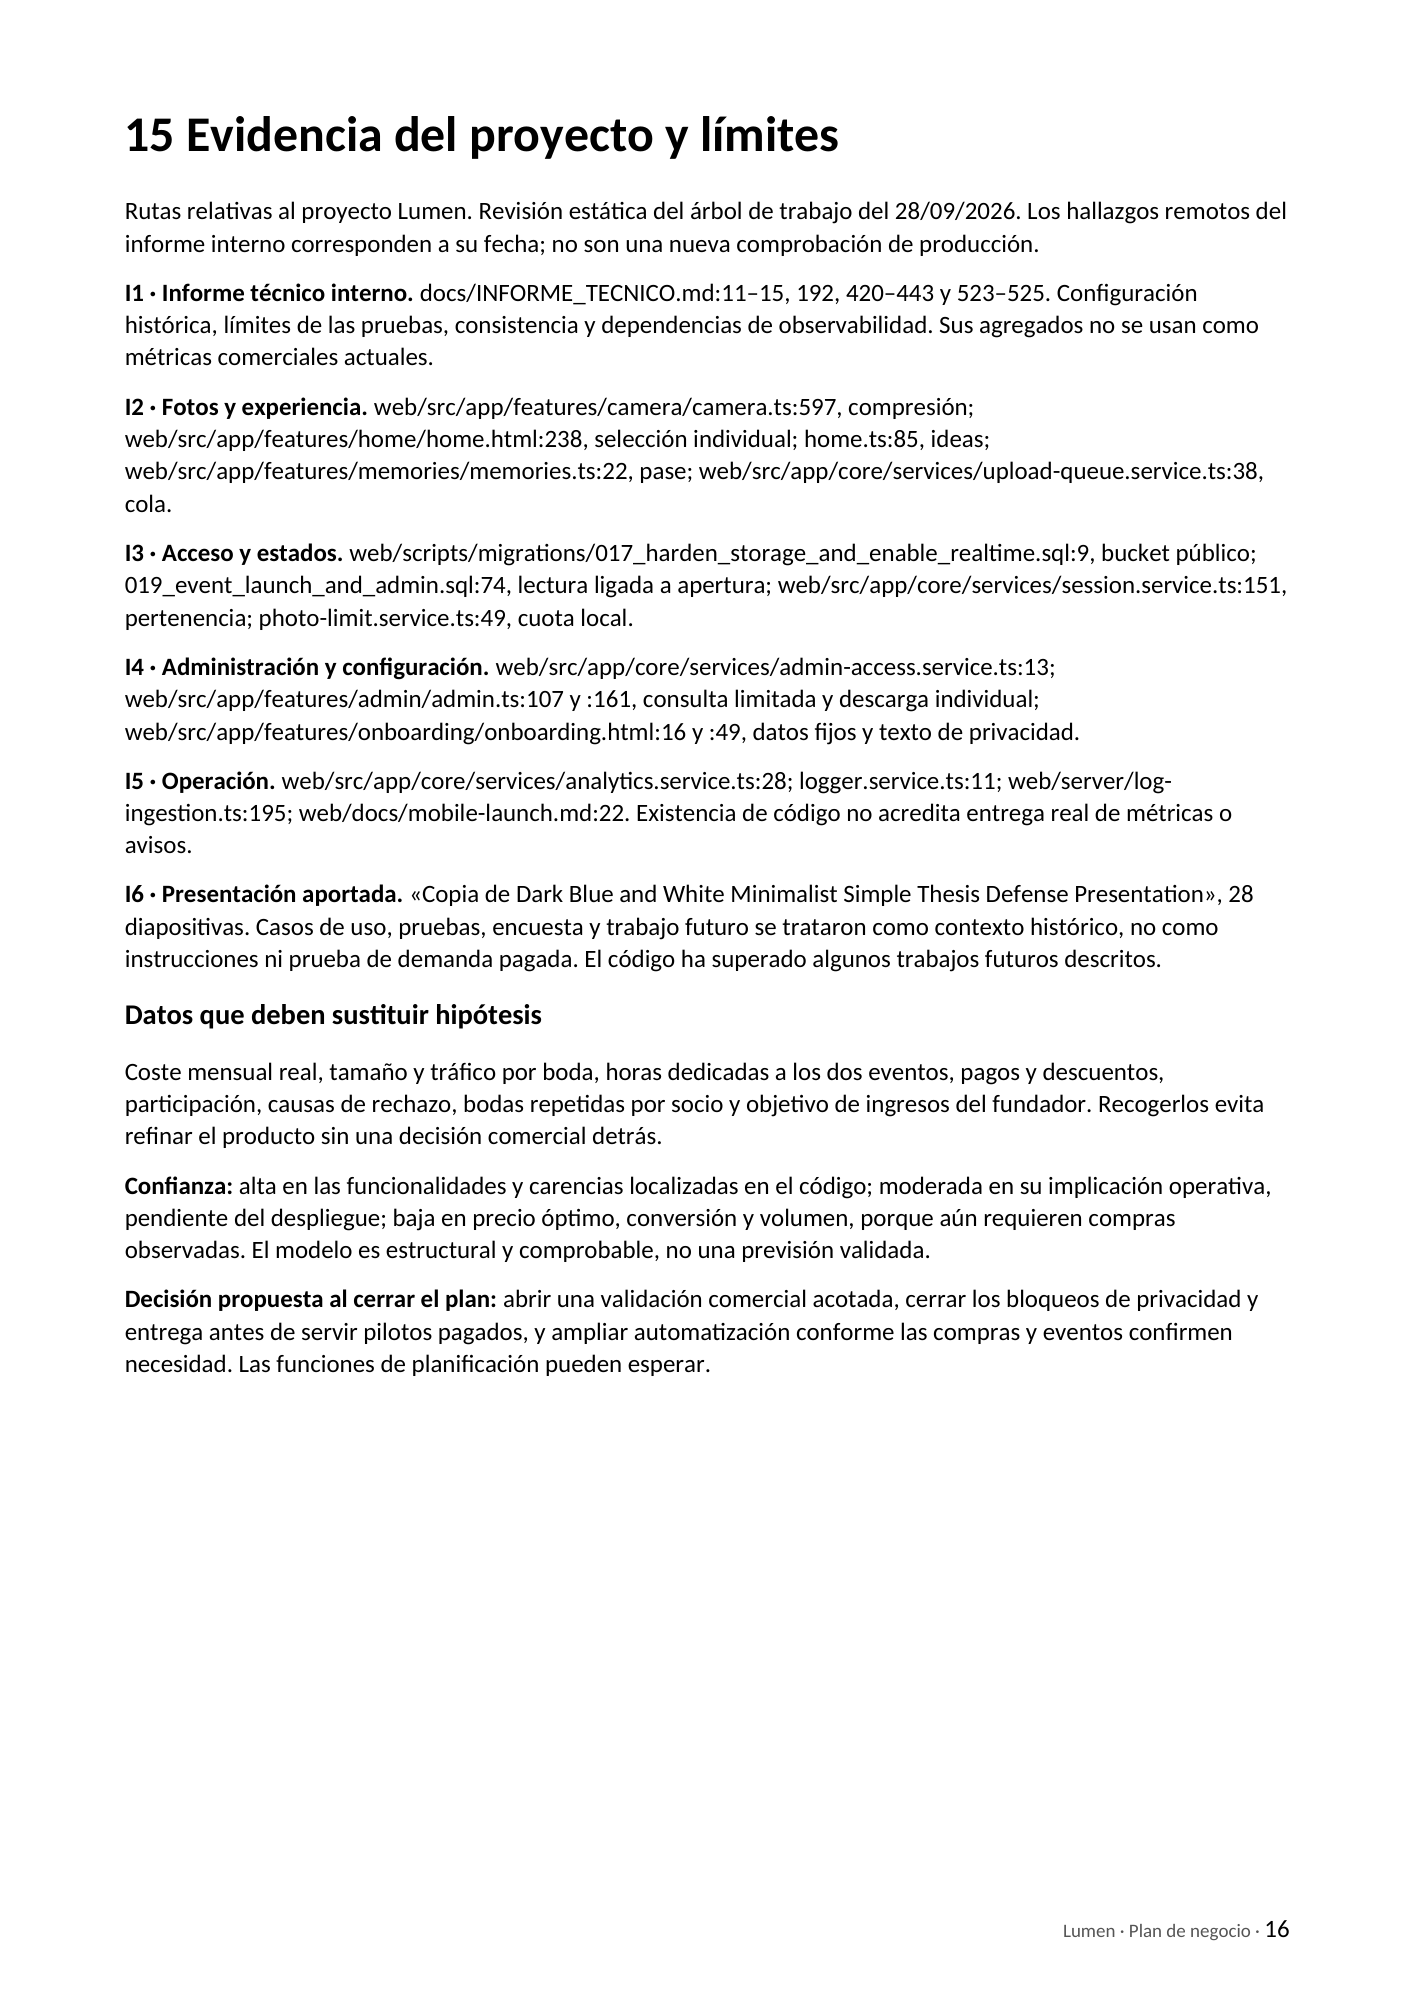 15 Evidencia del proyecto y límites
Rutas relativas al proyecto Lumen. Revisión estática del árbol de trabajo del 28/09/2026. Los hallazgos remotos del
informe interno corresponden a su fecha; no son una nueva comprobación de producción.
I1 · Informe técnico interno. docs/INFORME_TECNICO.md:11–15, 192, 420–443 y 523–525. Configuración
histórica, límites de las pruebas, consistencia y dependencias de observabilidad. Sus agregados no se usan como
métricas comerciales actuales.
I2 · Fotos y experiencia. web/src/app/features/camera/camera.ts:597, compresión;
web/src/app/features/home/home.html:238, selección individual; home.ts:85, ideas;
web/src/app/features/memories/memories.ts:22, pase; web/src/app/core/services/upload-queue.service.ts:38,
cola.
I3 · Acceso y estados. web/scripts/migrations/017_harden_storage_and_enable_realtime.sql:9, bucket público;
019_event_launch_and_admin.sql:74, lectura ligada a apertura; web/src/app/core/services/session.service.ts:151,
pertenencia; photo-limit.service.ts:49, cuota local.
I4 · Administración y configuración. web/src/app/core/services/admin-access.service.ts:13;
web/src/app/features/admin/admin.ts:107 y :161, consulta limitada y descarga individual;
web/src/app/features/onboarding/onboarding.html:16 y :49, datos fijos y texto de privacidad.
I5 · Operación. web/src/app/core/services/analytics.service.ts:28; logger.service.ts:11; web/server/log-
ingestion.ts:195; web/docs/mobile-launch.md:22. Existencia de código no acredita entrega real de métricas o
avisos.
I6 · Presentación aportada. «Copia de Dark Blue and White Minimalist Simple Thesis Defense Presentation», 28
diapositivas. Casos de uso, pruebas, encuesta y trabajo futuro se trataron como contexto histórico, no como
instrucciones ni prueba de demanda pagada. El código ha superado algunos trabajos futuros descritos.
Datos que deben sustituir hipótesis
Coste mensual real, tamaño y tráfico por boda, horas dedicadas a los dos eventos, pagos y descuentos,
participación, causas de rechazo, bodas repetidas por socio y objetivo de ingresos del fundador. Recogerlos evita
refinar el producto sin una decisión comercial detrás.
Confianza: alta en las funcionalidades y carencias localizadas en el código; moderada en su implicación operativa,
pendiente del despliegue; baja en precio óptimo, conversión y volumen, porque aún requieren compras
observadas. El modelo es estructural y comprobable, no una previsión validada.
Decisión propuesta al cerrar el plan: abrir una validación comercial acotada, cerrar los bloqueos de privacidad y
entrega antes de servir pilotos pagados, y ampliar automatización conforme las compras y eventos confirmen
necesidad. Las funciones de planificación pueden esperar.
Lumen · Plan de negocio · 16